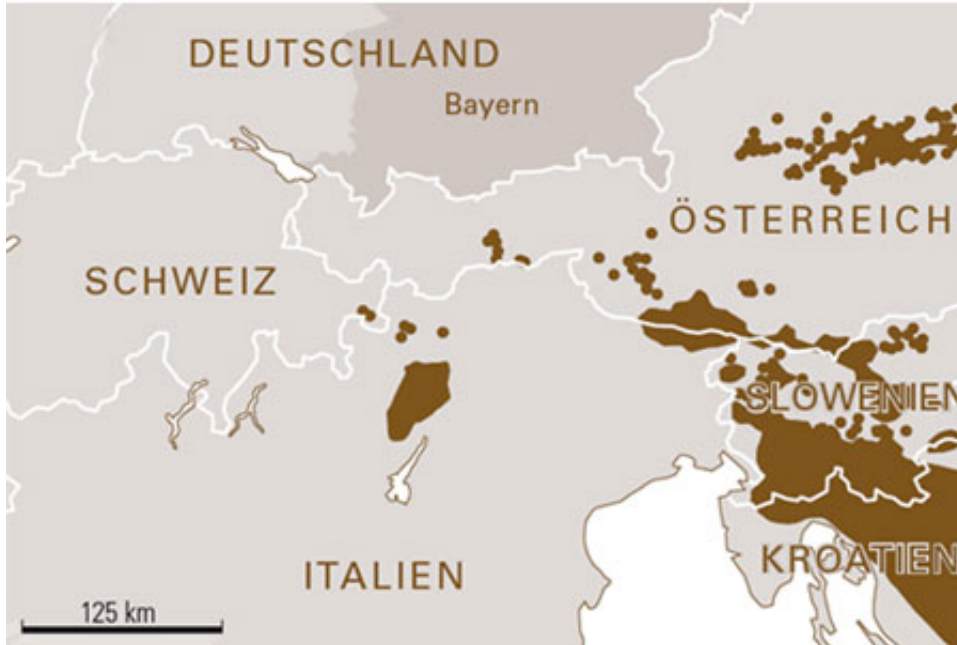 DEUTSCHLAND
Bayern
ÖSTERREICH
SCHWEIZ
SLOWENIEN
KROATIEN
ITALIEN
125 km